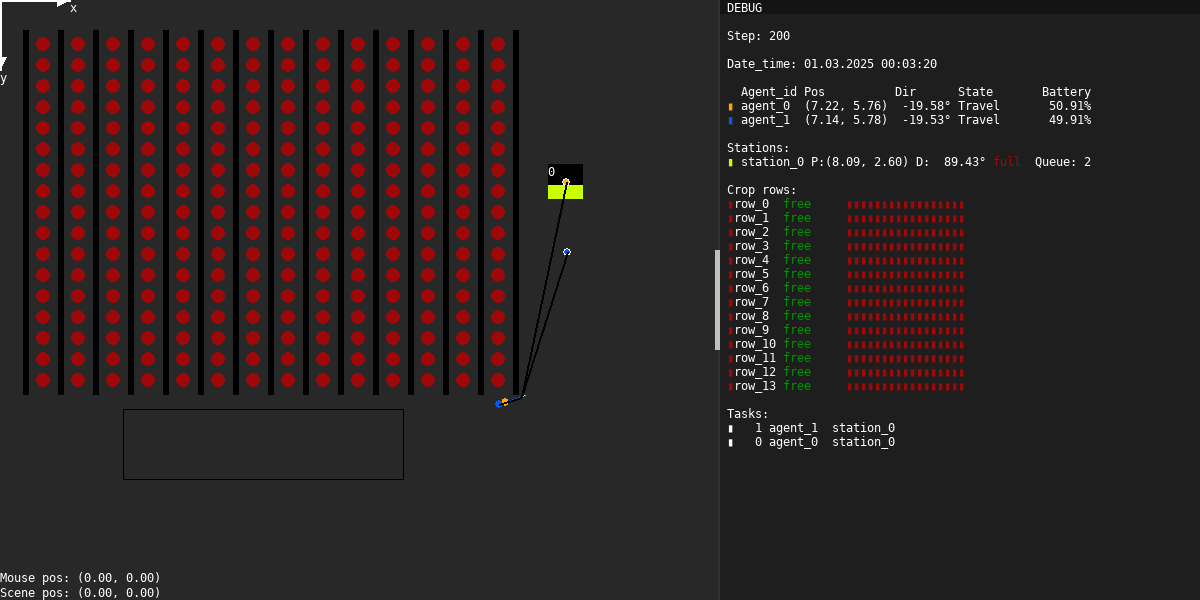 x
y
0
Mouse pos: (0.00, 0.00)
Scene pos: (0.00, 0.00)
DEBUG
Step: 200
Date_time: 01.03.2025 00:03:20
Agent_id Pos Dir State Battery
agent_0 (7.22, 5.76) -19.58° Travel 50.91%
agent_1 (7.14, 5.78) -19.53° Travel 49.91%
Stations:
station_0 P:(8.09, 2.60) D: 89.43° full Queue: 2
Crop rows:
row_0 free
row_1 free
row_2 free
row_3 free
row_4 free
row_5 free
row_6 free
row_7 free
row_8 free
row_9 free
row_10 free
row_11 free
row_12 free
row_13 free
Tasks:
1 agent_1 station_0
0 agent_0 station_0